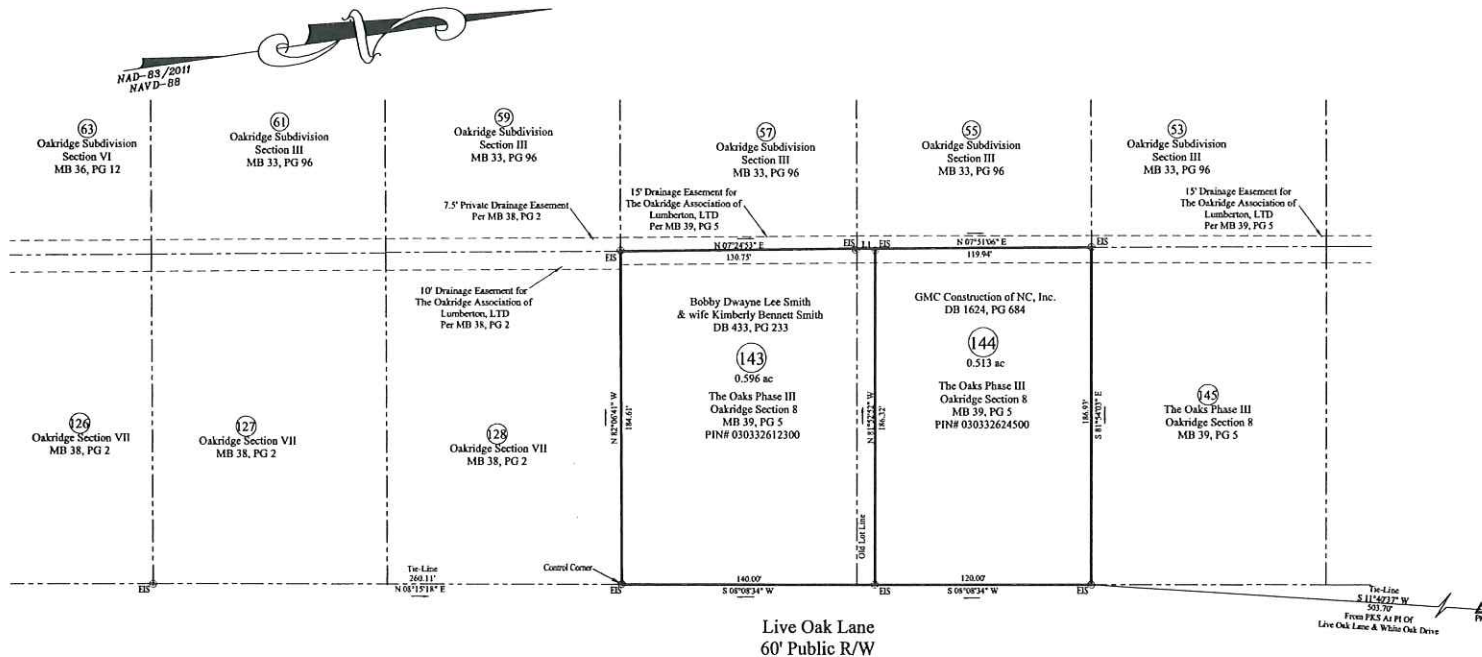 NAD-83/2011
NAVD-88
63
Oakridge Subdivision
Section VI
MB 36, PG 12
61
Oakridge Subdivision
Section III
MB 33, PG 96
59
Oakridge Subdivision
Section III
MB 33, PG 96
57
Oakridge Subdivision
Section III
MB 33, PG 96
55
Oakridge Subdivision
Section III
MB 33, PG 96
53
Oakridge Subdivision
Section III
MB 33, PG 96
7.5' Private Drainage Easement
Per MB 38, PG 2
15' Drainage Easement for
The Oakridge Association of
Lumberton, LTD
Per MB 39, PG 5
15' Drainage Easement for
The Oakridge Association of
Lumberton, LTD
Per MB 39, PG 5
EIS
N 07°24'53" E
130.75'
EIS
L1
EIS
N 07°51'06" E
119.94'
EIS
10' Drainage Easement for
The Oakridge Association of
Lumberton, LTD
Per MB 38, PG 2
Bobby Dwayne Lee Smith
& wife Kimberly Bennett Smith
DB 433, PG 233
143
0.596 ac
The Oaks Phase III
Oakridge Section 8
MB 39, PG 5
PIN# 030332612300
GMC Construction of NC, Inc.
DB 1624, PG 684
144
0.513 ac
The Oaks Phase III
Oakridge Section 8
MB 39, PG 5
PIN# 030332624500
N 82°06'41" W
184.61'
N 81°52'52" W
186.32'
186.93'
S 81°54'03" E
126
Oakridge Section VII
MB 38, PG 2
127
Oakridge Section VII
MB 38, PG 2
128
Oakridge Section VII
MB 38, PG 2
145
The Oaks Phase III
Oakridge Section 8
MB 39, PG 5
Old Lot Line
Control Corner
EIS
Tie-Line
260.11'
N 08°15'18" E
140.00'
S 08°08'34" W
EIS
120.00'
S 08°08'34" W
EIS
Tie-Line
S 11°40'37" W
503.70'
From PKS At PI Of
Live Oak Lane & White Oak Drive
Live Oak Lane
60' Public R/W